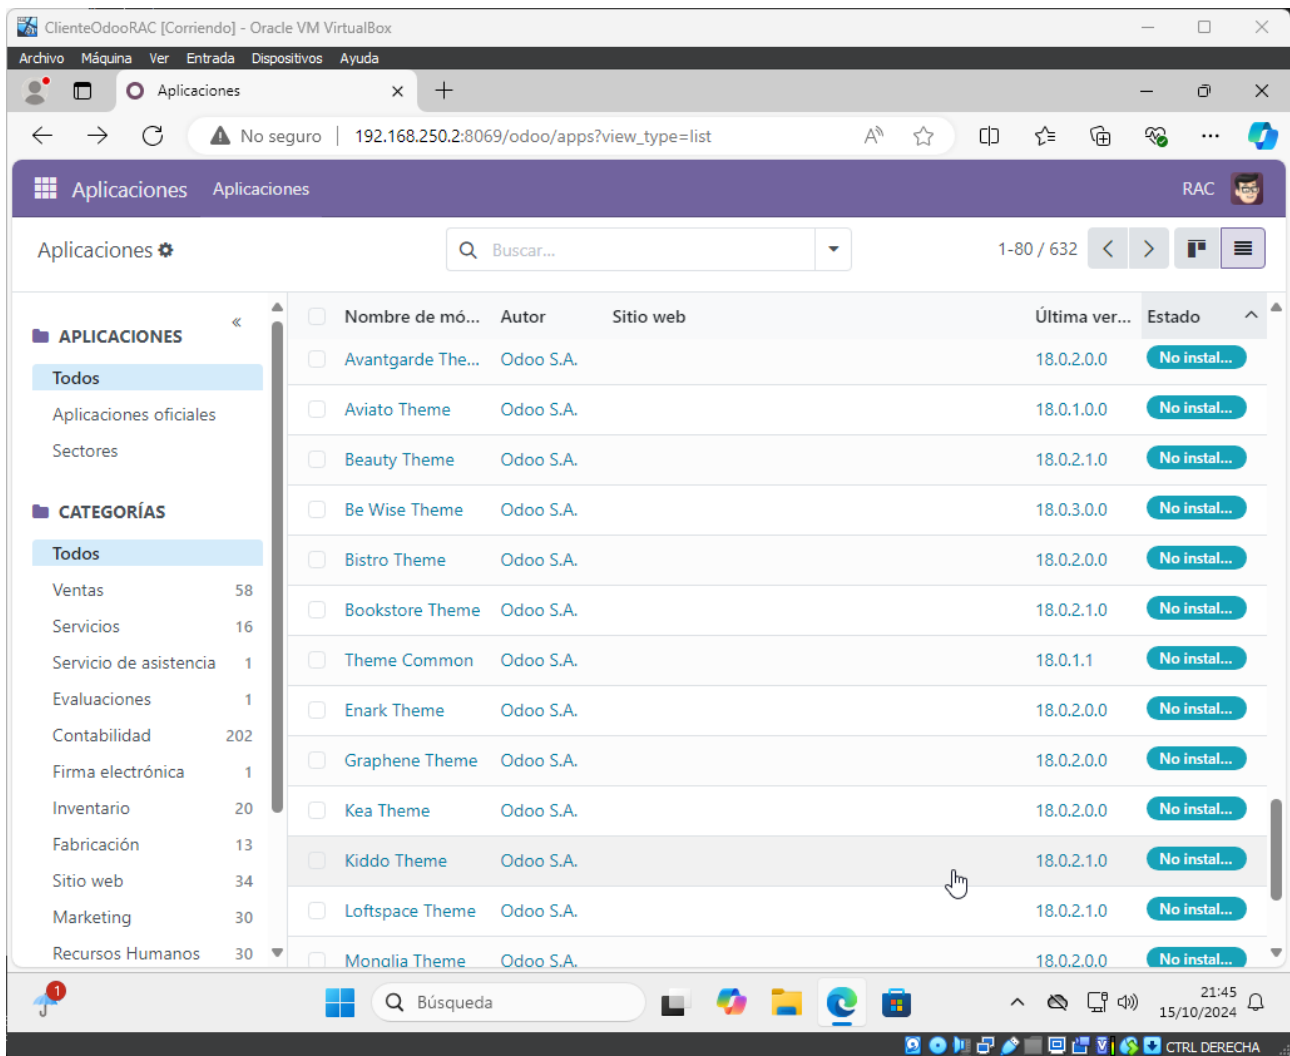 ClienteOdooRAC [Corriendo] - Oracle VM VirtualBox
Archivo Máquina Ver Entrada Dispositivos Ayuda
Aplicaciones
No seguro 192.168.250.2:8069/odoo/apps?view_type=list
Aplicaciones Aplicaciones RAC
Aplicaciones Buscar... 1-80 / 632
APLICACIONES
Todos
Aplicaciones oficiales
Sectores
CATEGORÍAS
Todos
Ventas 58
Servicios 16
Servicio de asistencia 1
Evaluaciones 1
Contabilidad 202
Firma electrónica 1
Inventario 20
Fabricación 13
Sitio web 34
Marketing 30
Recursos Humanos 30
Nombre de mó... Autor Sitio web Última ver... Estado
Avantgarde The... Odoo S.A. 18.0.2.0.0 No instal...
Aviato Theme Odoo S.A. 18.0.1.0.0 No instal...
Beauty Theme Odoo S.A. 18.0.2.1.0 No instal...
Be Wise Theme Odoo S.A. 18.0.3.0.0 No instal...
Bistro Theme Odoo S.A. 18.0.2.0.0 No instal...
Bookstore Theme Odoo S.A. 18.0.2.1.0 No instal...
Theme Common Odoo S.A. 18.0.1.1 No instal...
Enark Theme Odoo S.A. 18.0.2.0.0 No instal...
Graphene Theme Odoo S.A. 18.0.2.0.0 No instal...
Kea Theme Odoo S.A. 18.0.2.0.0 No instal...
Kiddo Theme Odoo S.A. 18.0.2.1.0 No instal...
Loftspace Theme Odoo S.A. 18.0.2.1.0 No instal...
Monglia Theme Odoo S.A. 18.0.2.0.0 No instal...
1
Búsqueda
21:45
15/10/2024
CTRL DERECHA